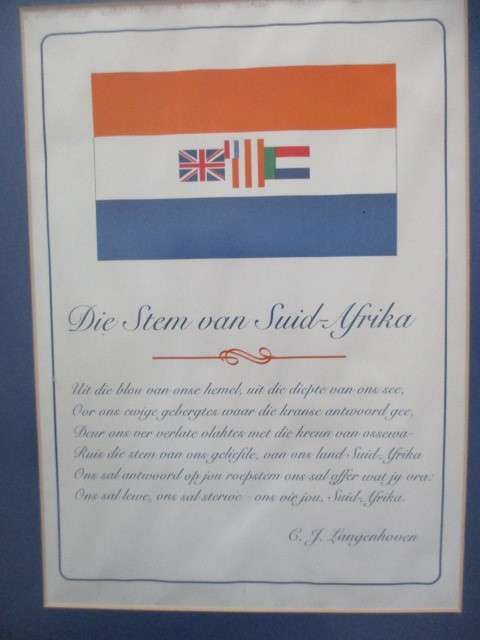 Die Stem van Suid-Afrika
Uit die blou van onse hemel, uit die diepte van ons see,
Oor ons ewige gebergtes waar die kranse antwoord gee,
Deur ons ver verlate vlaktes met die kreun van ossewa-
Ruis die stem van ons geliefde, van ons land Suid-Afrika
Ons sal antwoord op jou roepstem ons sal offer wat jy vra:
Ons sal lewe, ons sal sterwe - ons vir jou, Suid-Afrika.
C. J. Langenhoven